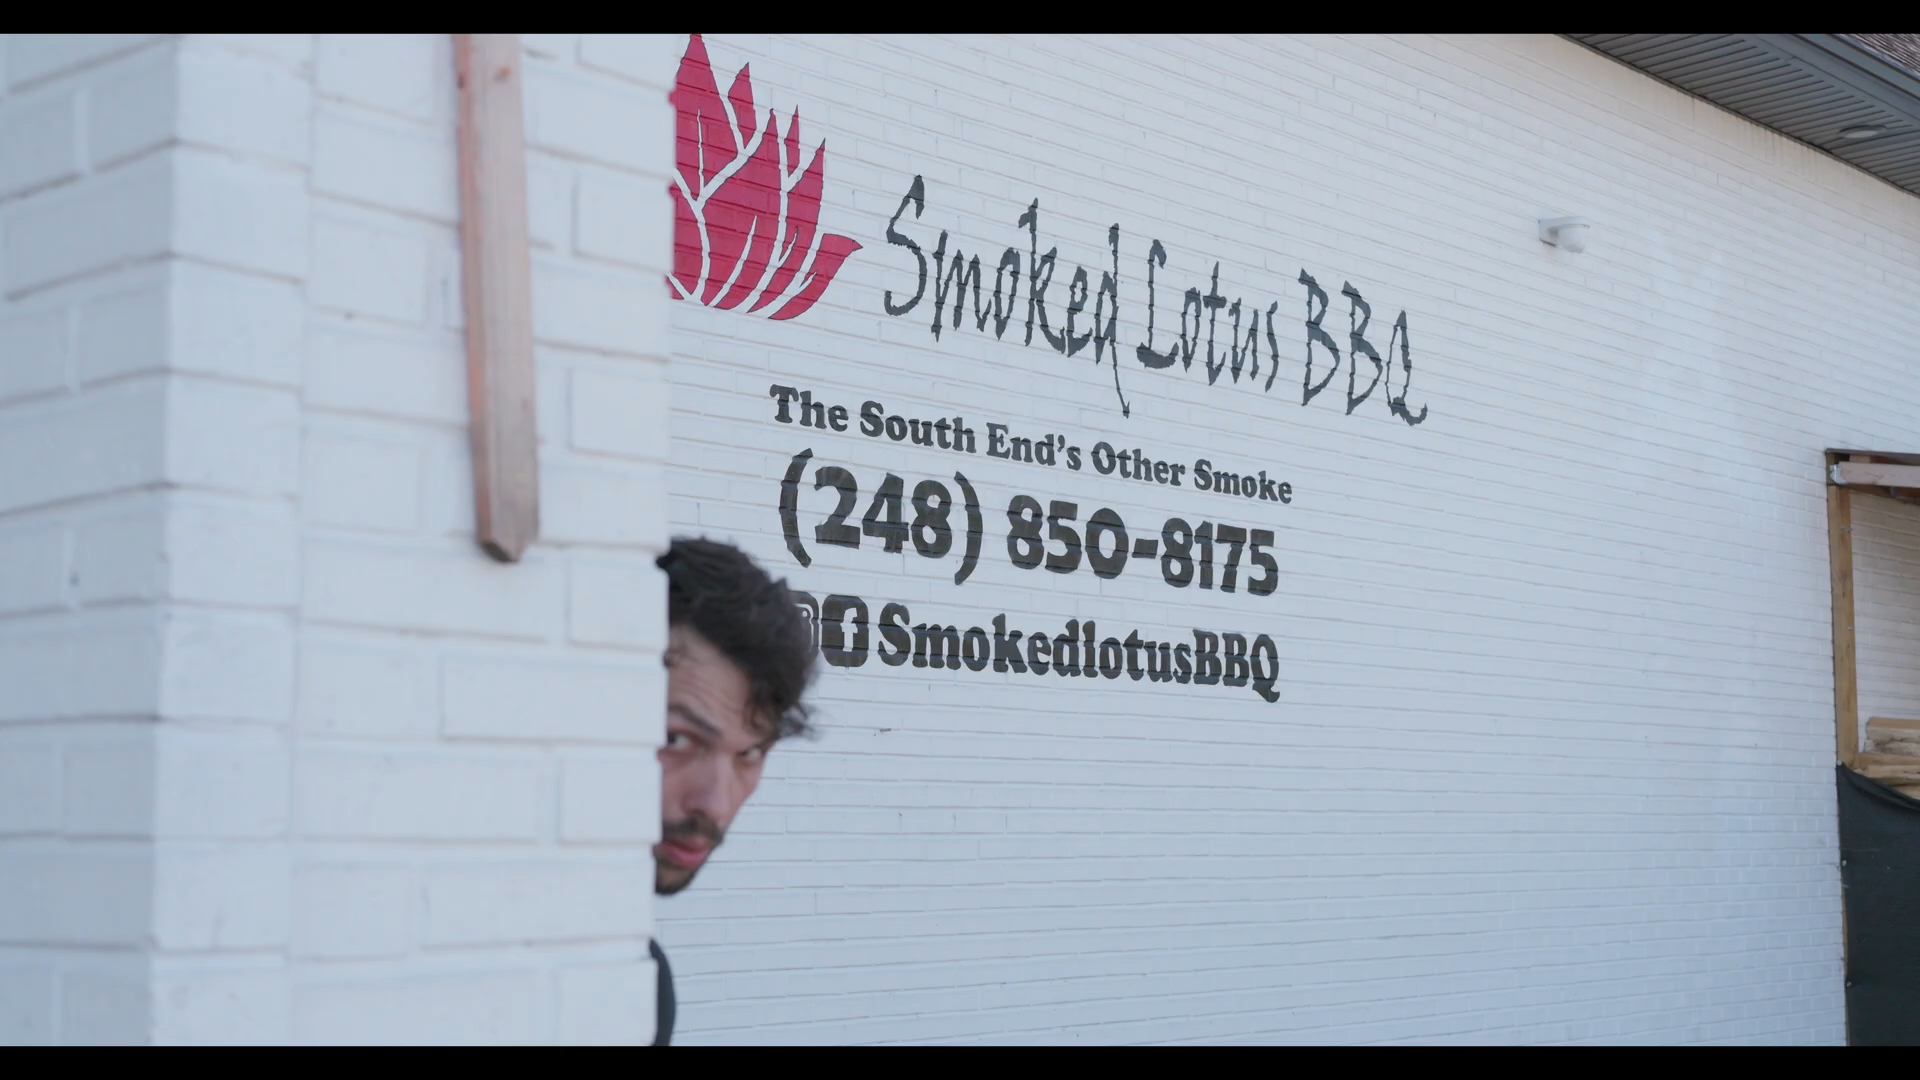 Smoked Lotus BBQ
The South End's Other Smoke
(248) 850-8175
SmokedlotusBBQ